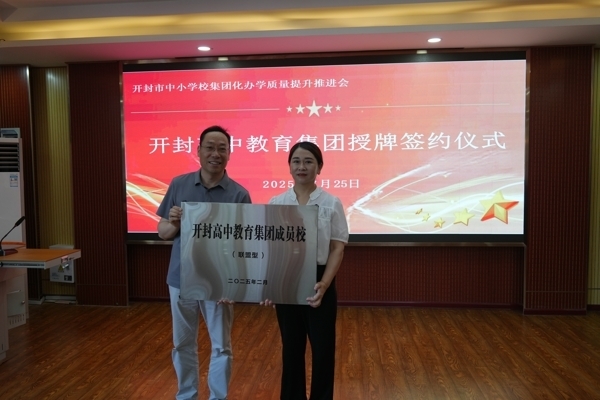 开封市中小学校集团化办学质量提升推进会
开封 中教育集团授牌签约仪式
2025 月25日
开封高中教育集团成员校
（联盟型）
二〇二五年二月